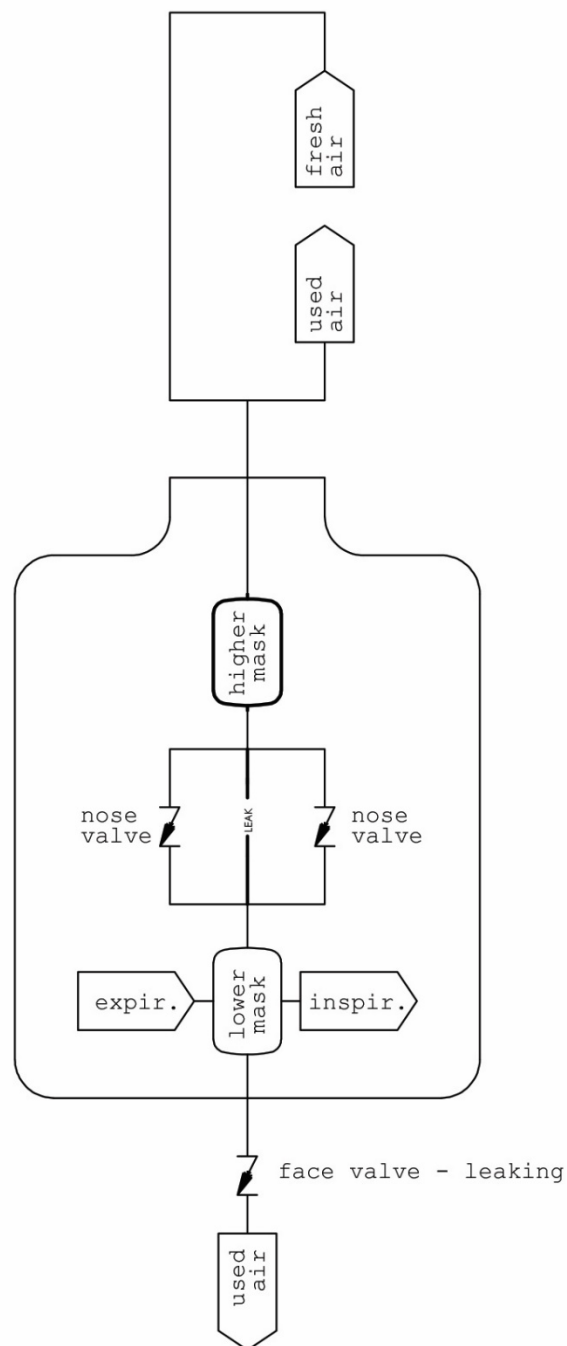 fresh
air
used
air
higher
mask
nose
valve
LEAK
nose
valve
expir.
lower
mask
inspir.
face valve - leaking
used
air